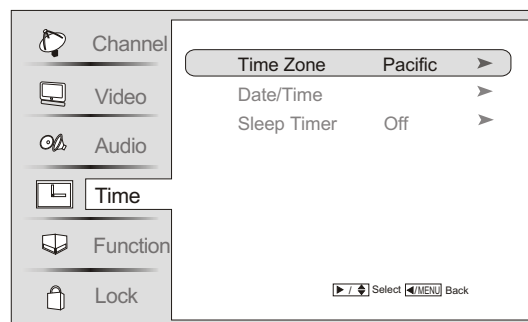 Channel
Video
Audio
Time
Function
Lock
Time Zone Pacific
Date/Time
Sleep Timer Off
/ Select /MENU Back